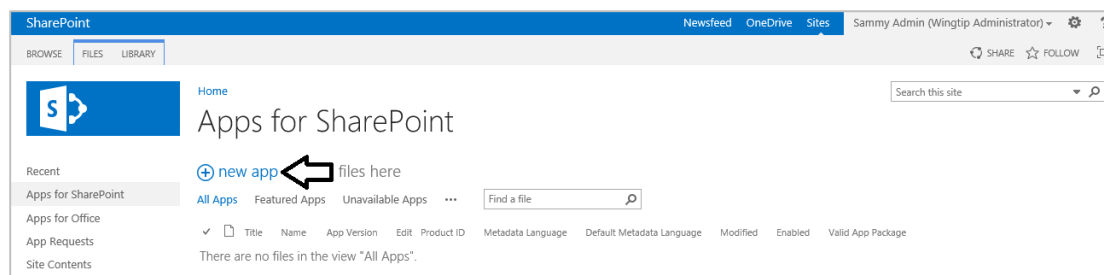 SharePoint Newsfeed OneDrive Sites Sammy Admin (Wingtip Administrator) ?
BROWSE FILES LIBRARY SHARE FOLLOW
S
Home
Search this site
Apps for SharePoint
Recent
new app files here
Apps for SharePoint
All Apps Featured Apps Unavailable Apps ••• Find a file
Apps for Office
Title Name App Version Edit Product ID Metadata Language Default Metadata Language Modified Enabled Valid App Package
App Requests
There are no files in the view "All Apps".
Site Contents